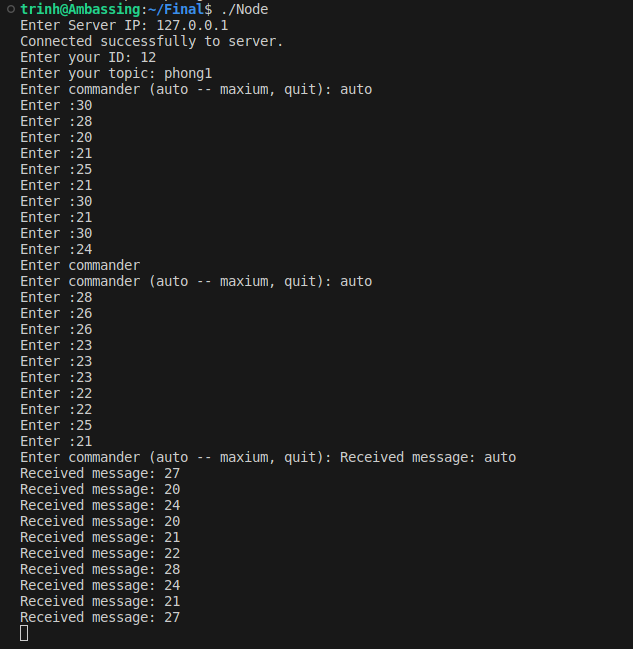 trinh@Ambassing:~/Final$ ./Node
Enter Server IP: 127.0.0.1
Connected successfully to server.
Enter your ID: 12
Enter your topic: phong1
Enter commander (auto -- maxium, quit): auto
Enter :30
Enter :28
Enter :20
Enter :21
Enter :25
Enter :21
Enter :30
Enter :21
Enter :30
Enter :24
Enter commander
Enter commander (auto -- maxium, quit): auto
Enter :28
Enter :26
Enter :26
Enter :23
Enter :23
Enter :23
Enter :22
Enter :22
Enter :25
Enter :21
Enter commander (auto -- maxium, quit): Received message: auto
Received message: 27
Received message: 20
Received message: 24
Received message: 20
Received message: 21
Received message: 22
Received message: 28
Received message: 24
Received message: 21
Received message: 27